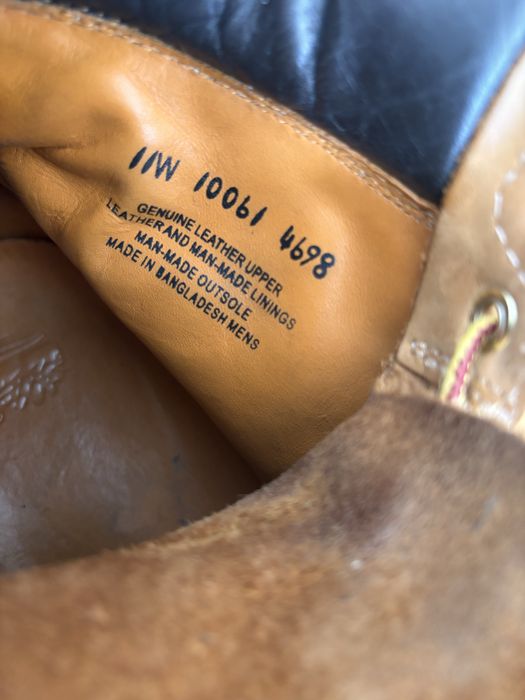 11W 10061 4698
GENUINE LEATHER UPPER
LEATHER AND MAN-MADE LININGS
MAN-MADE OUTSOLE
MADE IN BANGLADESH MENS